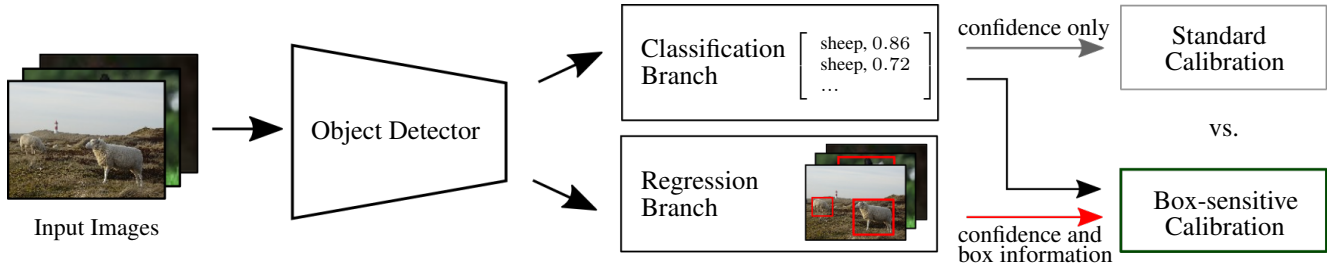 Input Images
Object Detector
Classification
Branch
sheep, 0.86
sheep, 0.72
...
Regression
Branch
confidence only
confidence and
box information
Standard
Calibration
vs.
Box-sensitive
Calibration